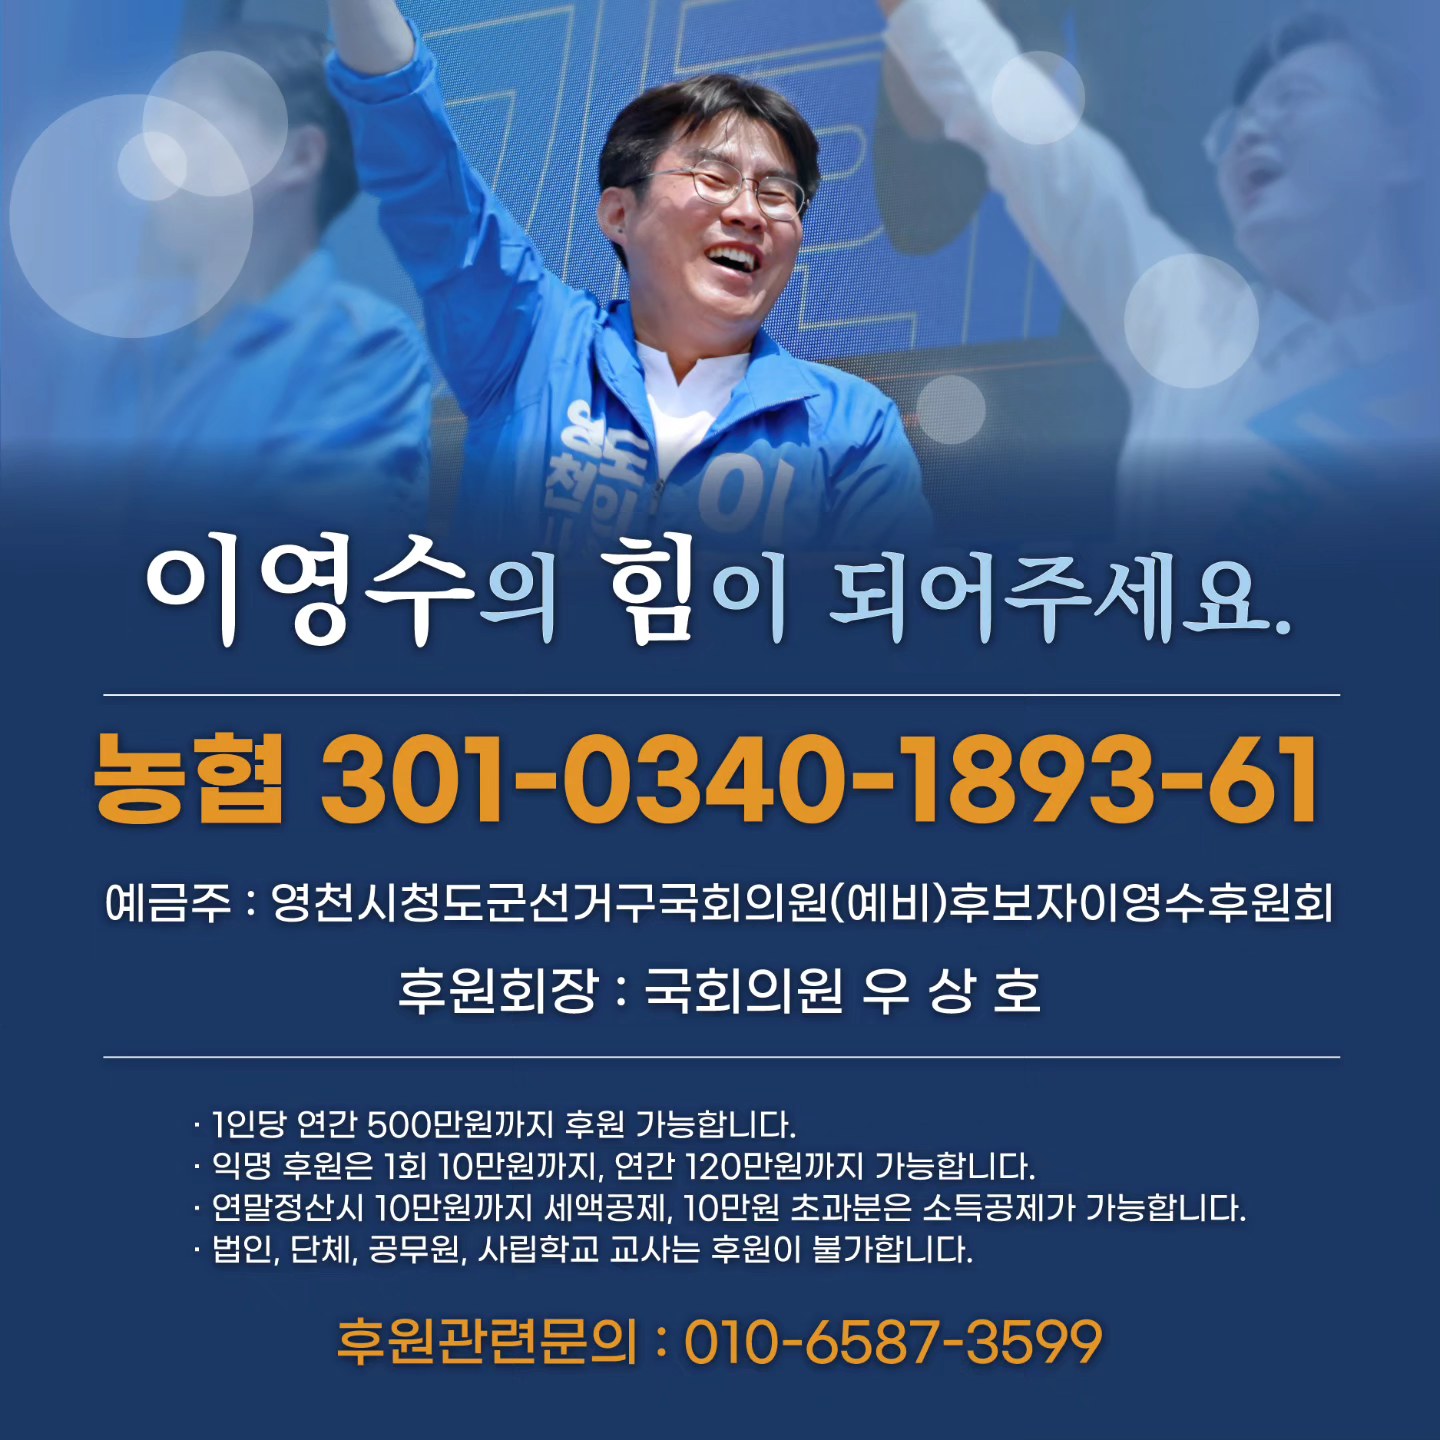 영도
천인
이
이영수의 힘이 되어주세요.
농협 301-0340-1893-61
예금주 : 영천시청도군선거구국회의원(예비)후보자이영수후원회
후원회장 : 국회의원 우 상 호
· 1인당 연간 500만원까지 후원 가능합니다.
· 익명 후원은 1회 10만원까지, 연간 120만원까지 가능합니다.
· 연말정산시 10만원까지 세액공제, 10만원 초과분은 소득공제가 가능합니다.
· 법인, 단체, 공무원, 사립학교 교사는 후원이 불가합니다.
후원관련문의 : 010-6587-3599